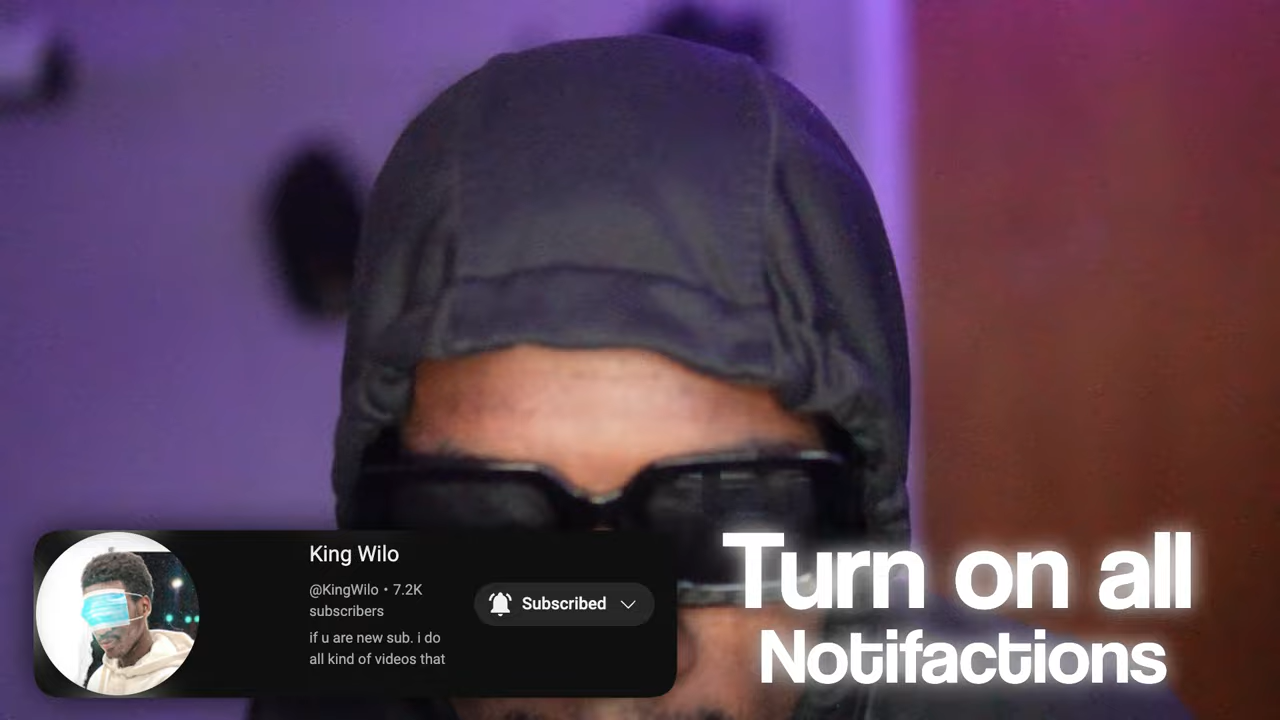 King Wilo
@KingWilo • 7.2K
subscribers
if u are new sub. i do
all kind of videos that
Subscribed
Turn on all
Notifactions